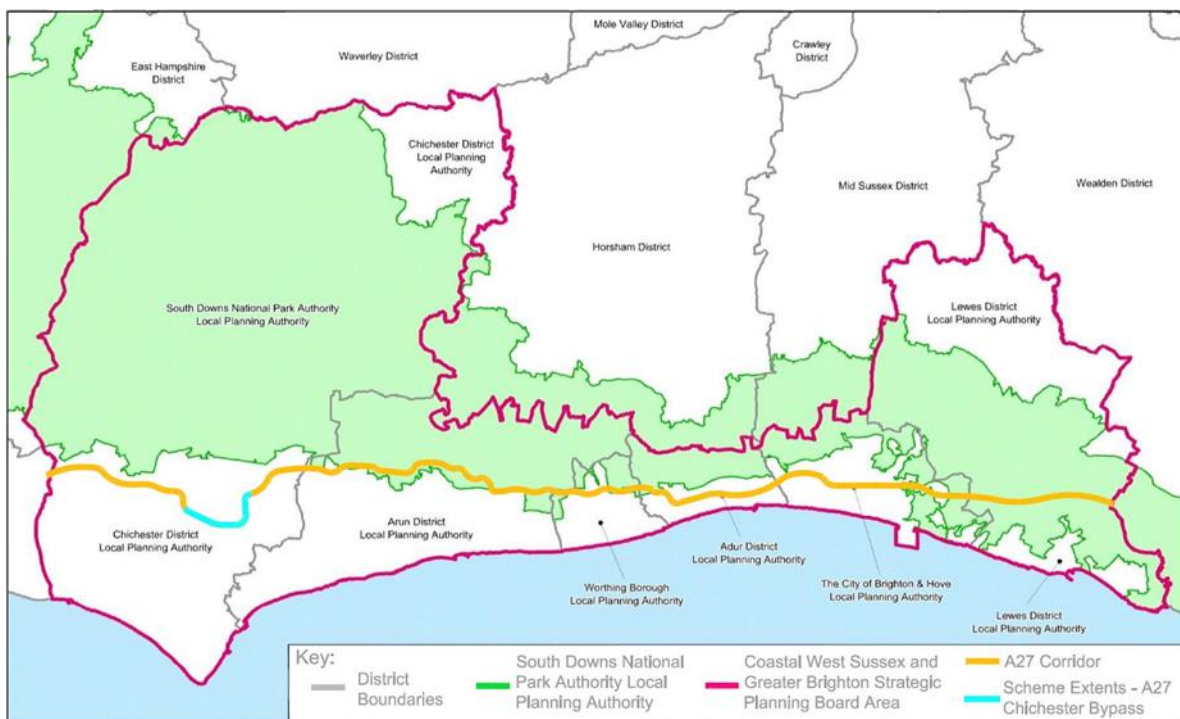 Mole Valley District
Waverley District
Crawley
District
East Hampshire
District
Chichester District
Local Planning
Authority
Mid Sussex District
Wealden District
Horsham District
South Downs National Park Authority
Local Planning Authority
Lewes District
Local Planning Authority
Chichester District
Local Planning Authority
Arun District
Local Planning Authority
Adur District
Local Planning Authority
Worthing Borough
Local Planning Authority
The City of Brighton & Hove
Local Planning Authority
Lewes District
Local Planning Authority
Key:
District
Boundaries
South Downs National
Park Authority Local
Planning Authority
Coastal West Sussex and
Greater Brighton Strategic
Planning Board Area
A27 Corridor
Scheme Extents - A27
Chichester Bypass